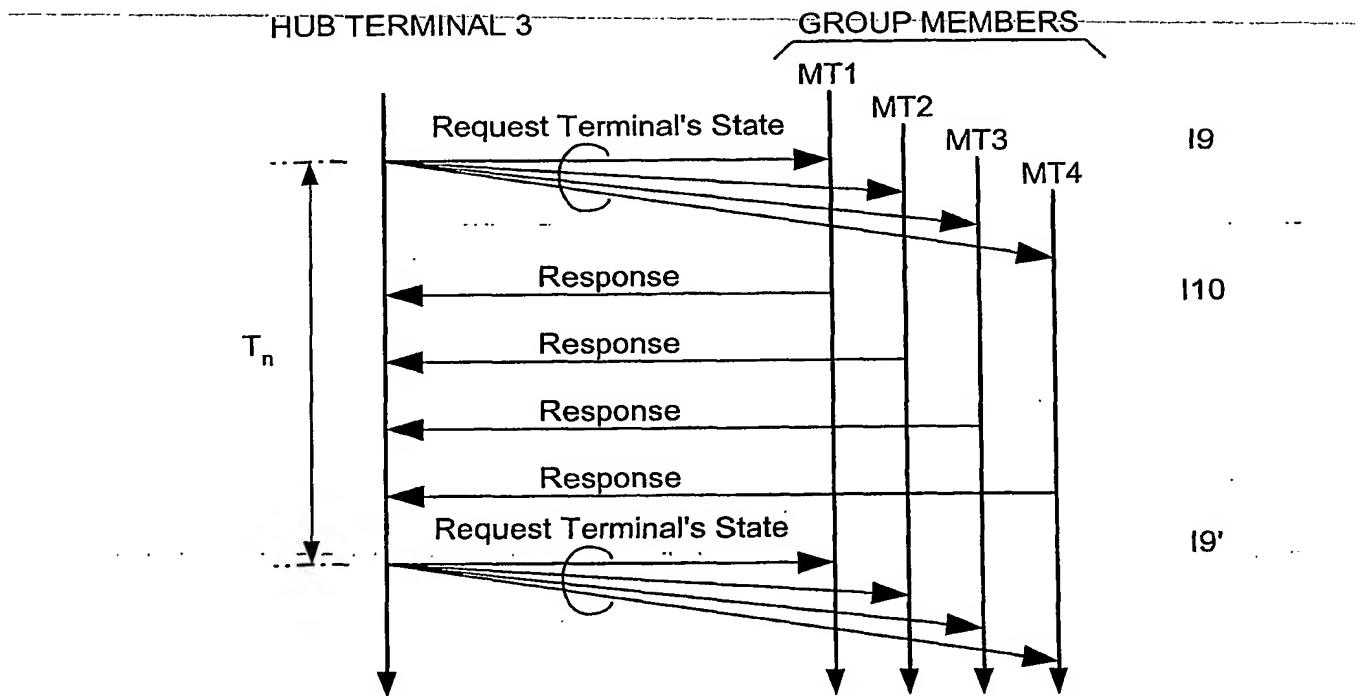 HUB TERMINAL 3
GROUP MEMBERS
MT1
MT2
MT3
MT4
Request Terminal's State
I9
Response
I10
Response
Tn
Response
Response
Request Terminal's State
I9'